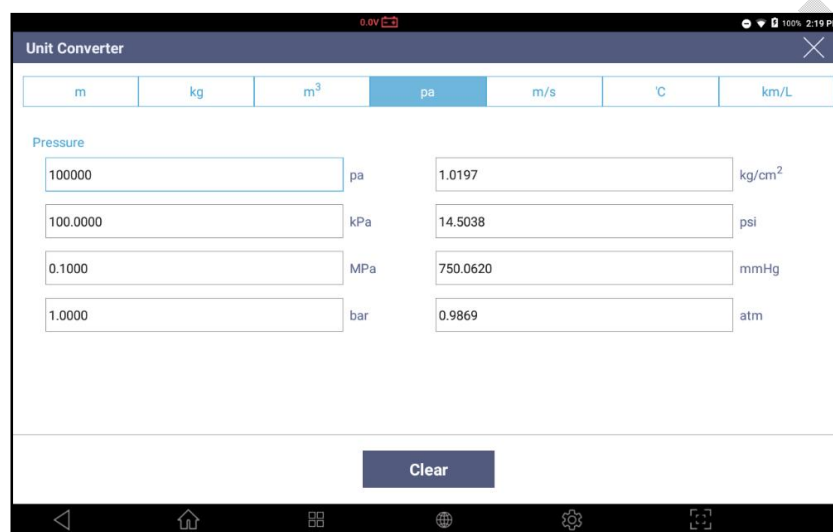 0.0V
100% 2:19 P
Unit Converter
m kg m³ pa m/s °C km/L
Pressure
100000 pa 1.0197 kg/cm²
100.0000 kPa 14.5038 psi
0.1000 MPa 750.0620 mmHg
1.0000 bar 0.9869 atm
Clear